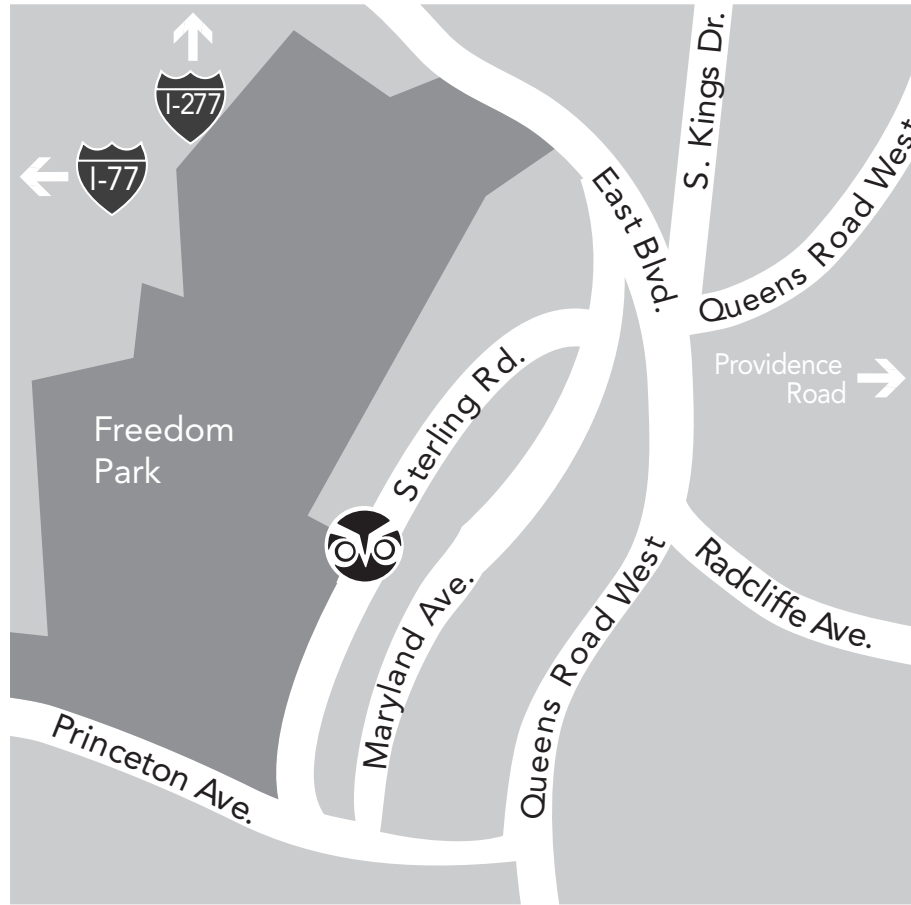 I-277
I-77
S. Kings Dr.
East Blvd.
Queens Road West
Providence
Road
Sterling Rd.
Freedom
Park
Radcliffe Ave.
Queens Road West
Maryland Ave.
Princeton Ave.